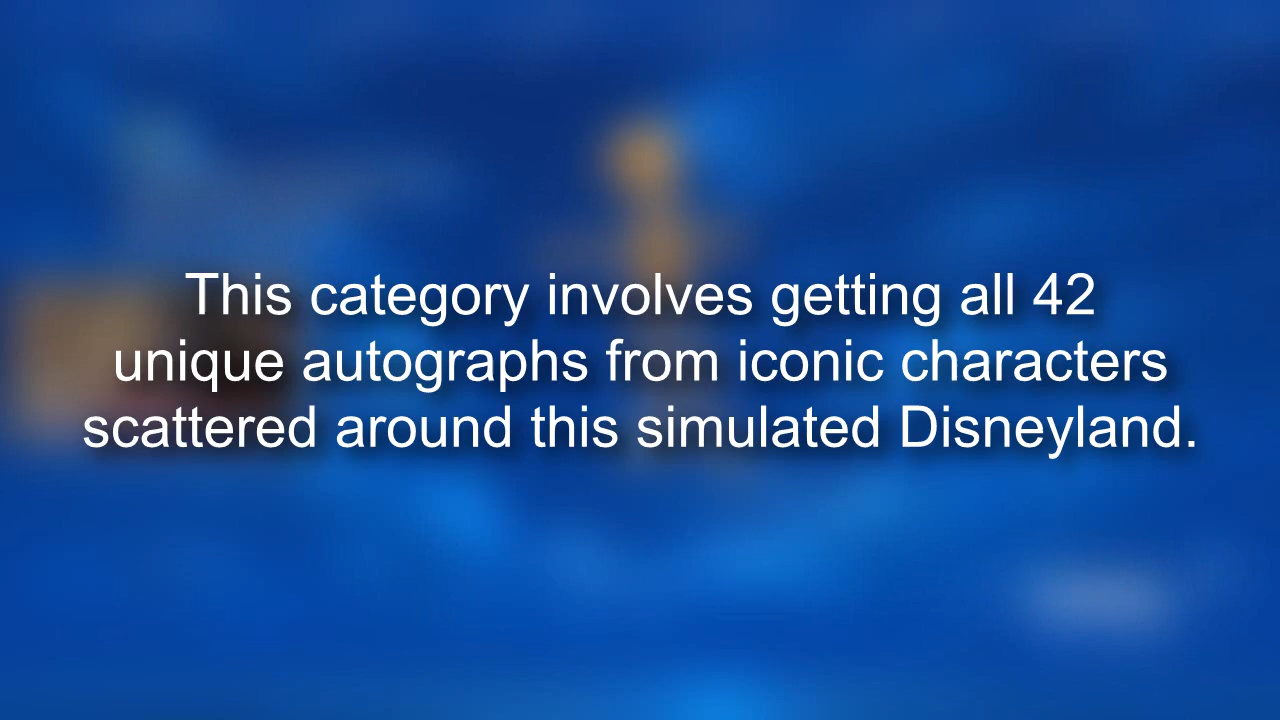 This category involves getting all 42
unique autographs from iconic characters
scattered around this simulated Disneyland.